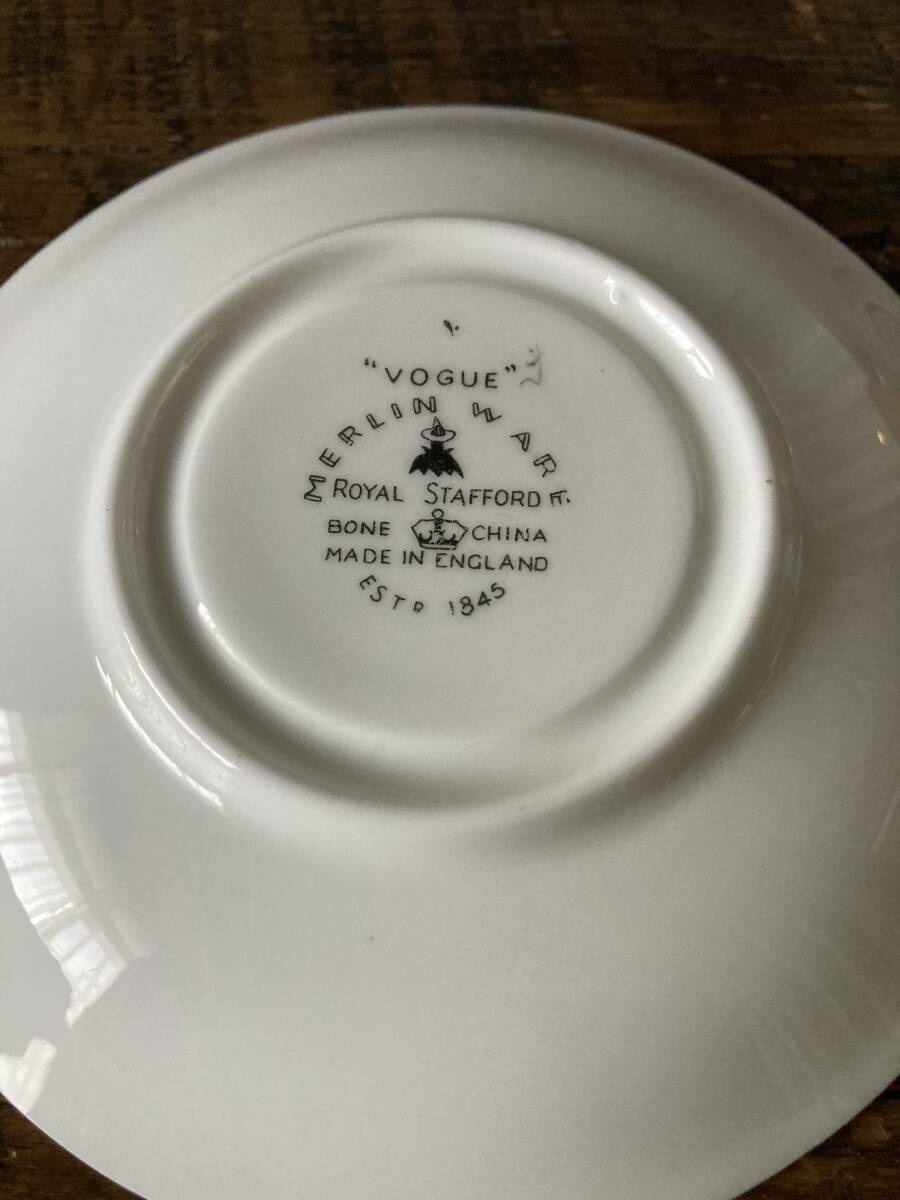 "VOGUE"
MERLIN WARE.
ROYAL STAFFORD
BONE CHINA
MADE IN ENGLAND
ESTD 1845